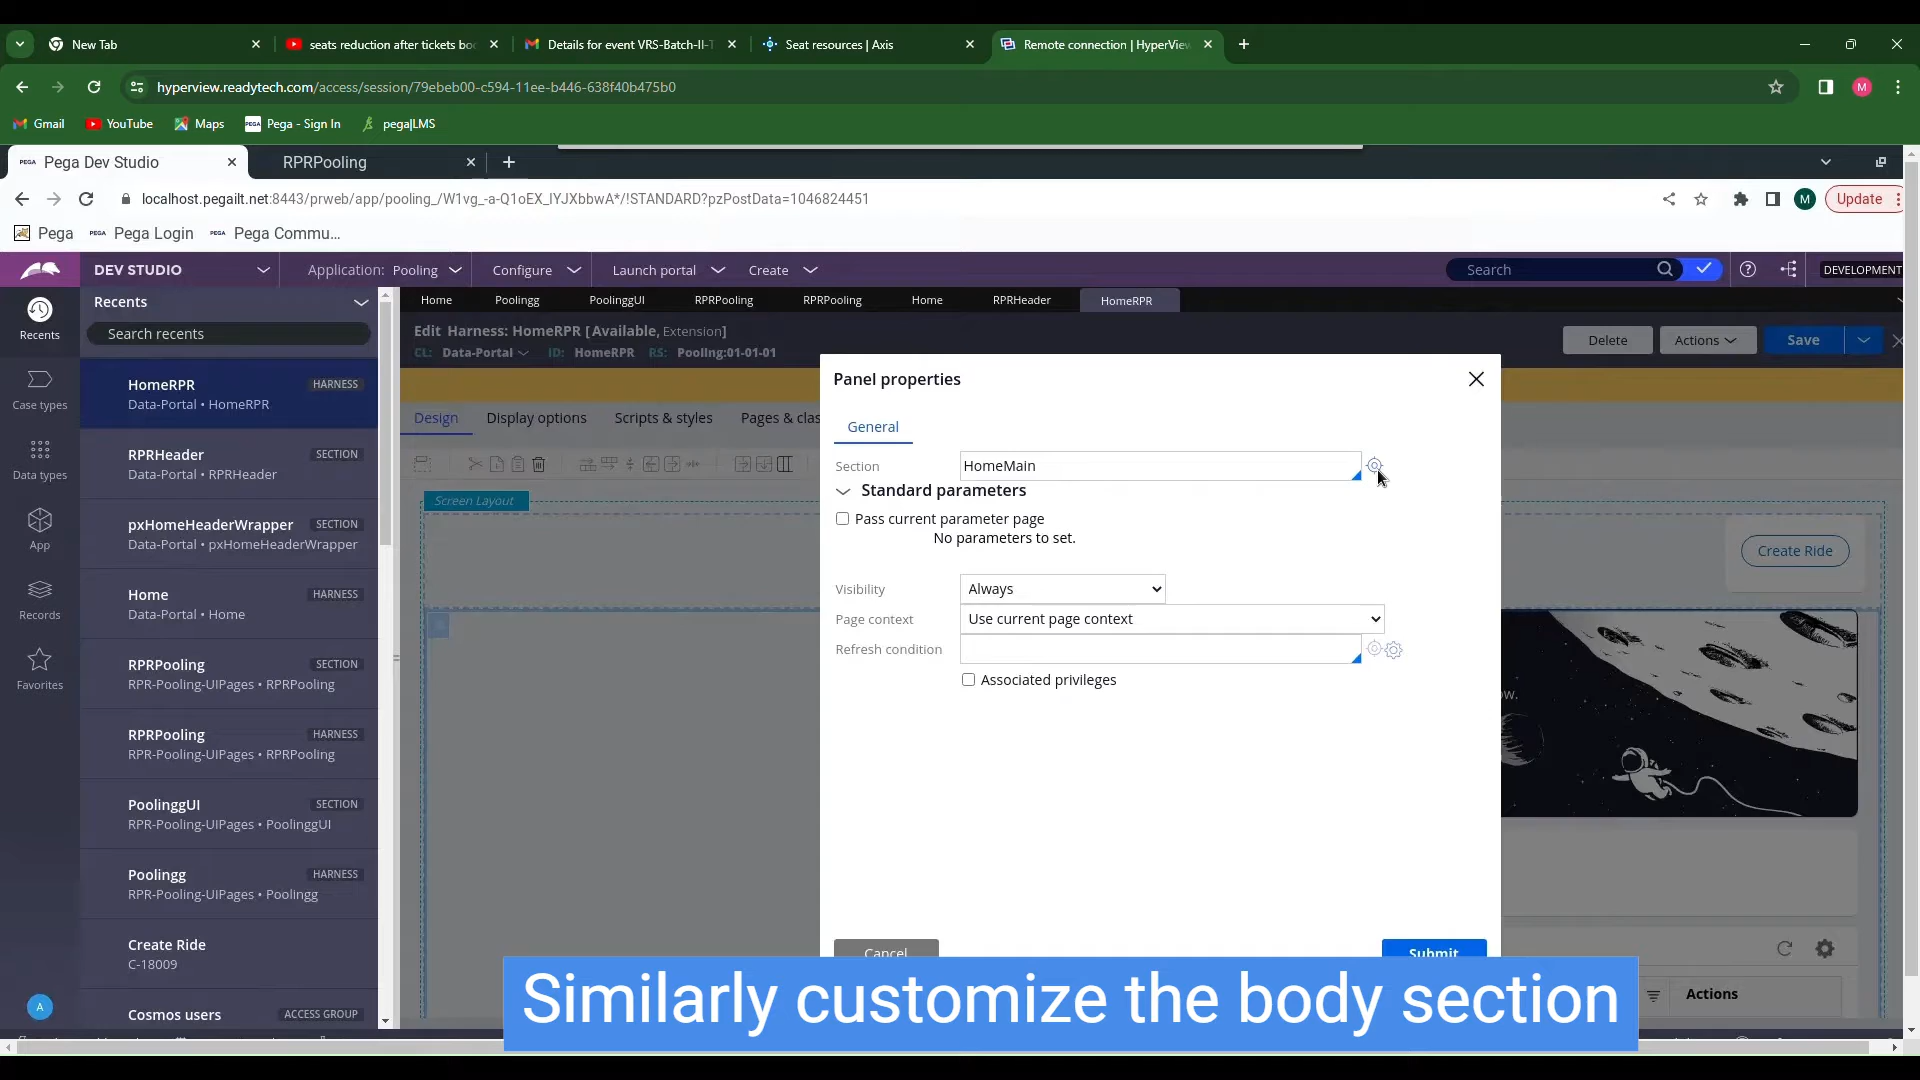 New Tab
seats reduction after tickets bo
Details for event VRS-Batch-II-T
Seat resources | Axis
Remote connection | HyperView
hyperview.readytech.com/access/session/79ebeb00-c594-11ee-b446-638f40b475b0
M
Gmail
YouTube
Maps
PEGA
Pega - Sign In
pega|LMS
PEGA Pega Dev Studio
RPRPooling
localhost.pegailt.net:8443/prweb/app/pooling_/W1vg_-a-Q1oEX_IYJXbbwA*/!STANDARD?pzPostData=1046824451
M
Update
Pega
PEGA Pega Login
PEGA Pega Commu...
DEV STUDIO
Application: Pooling
Configure
Launch portal
Create
Search
DEVELOPMENT
Recents
Search recents
Recents
Case types
Data types
App
Records
Favorites
A
HomeRPR HARNESS
Data-Portal • HomeRPR
RPRHeader SECTION
Data-Portal • RPRHeader
pxHomeHeaderWrapper SECTION
Data-Portal • pxHomeHeaderWrapper
Home HARNESS
Data-Portal • Home
RPRPooling SECTION
RPR-Pooling-UIPages • RPRPooling
RPRPooling HARNESS
RPR-Pooling-UIPages • RPRPooling
PoolinggUI SECTION
RPR-Pooling-UIPages • PoolinggUI
Poolingg HARNESS
RPR-Pooling-UIPages • Poolingg
Create Ride
C-18009
Cosmos users ACCESS GROUP
Home
Poolingg
PoolinggUI
RPRPooling
RPRPooling
Home
RPRHeader
HomeRPR
Edit Harness: HomeRPR [Available, Extension]
CL: Data-Portal ID: HomeRPR RS: Pooling:01-01-01
Delete
Actions
Save
Design
Display options
Scripts & styles
Pages & clas
Screen Layout
Create Ride
ow.
Actions
Panel properties
General
Section HomeMain
Standard parameters
Pass current parameter page
No parameters to set.
Visibility Always
Page context Use current page context
Refresh condition
Associated privileges
Cancel
Submit
Similarly customize the body section